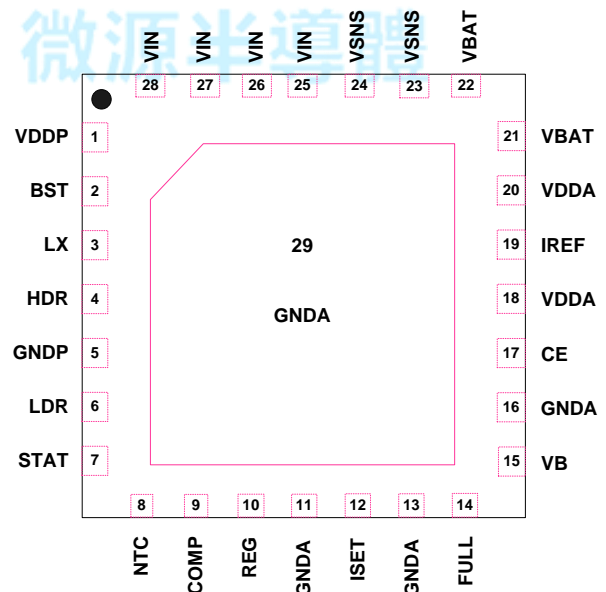 微源半導體
VIN VIN VIN VIN VSNS VSNS VBAT
28 27 26 25 24 23 22
VDDP 1 21 VBAT
BST 2 20 VDDA
LX 3 19 IREF
29
HDR 4 18 VDDA
GNDA
GNDP 5 17 CE
LDR 6 16 GNDA
STAT 7 15 VB
8 9 10 11 12 13 14
NTC COMP REG GNDA ISET GNDA FULL